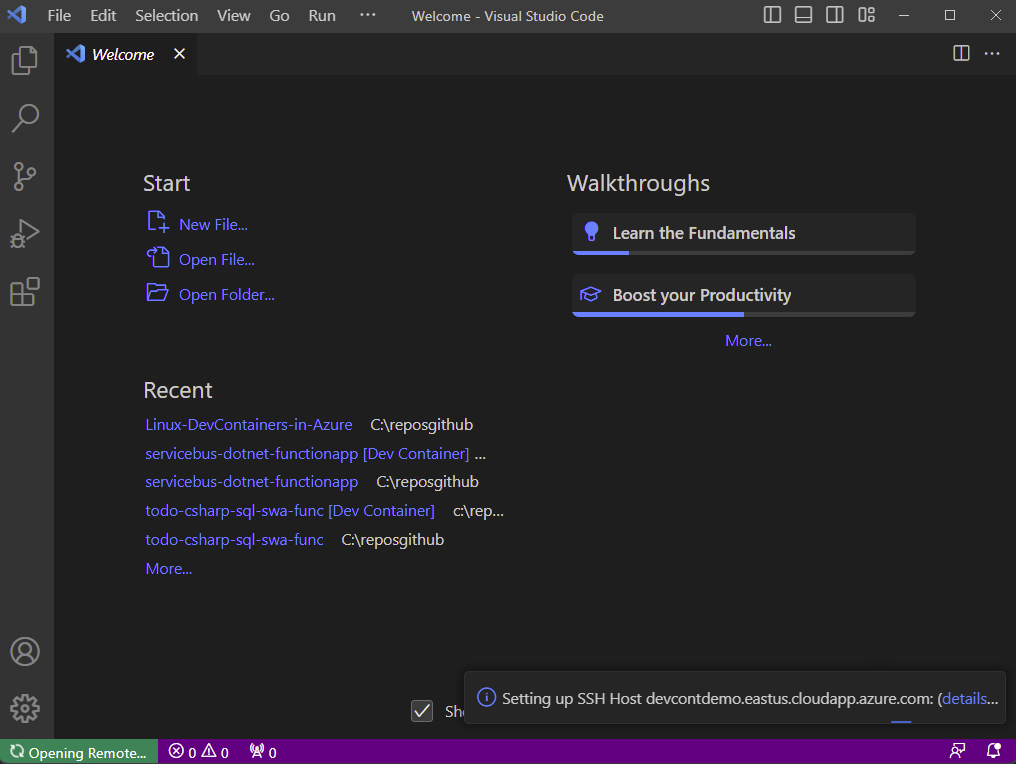 File Edit Selection View Go Run ··· Welcome - Visual Studio Code
Welcome
Start
New File...
Open File...
Open Folder...
Walkthroughs
Learn the Fundamentals
Boost your Productivity
More...
Recent
Linux-DevContainers-in-Azure C:\reposgithub
servicebus-dotnet-functionapp [Dev Container] ...
servicebus-dotnet-functionapp C:\reposgithub
todo-csharp-sql-swa-func [Dev Container] c:\rep...
todo-csharp-sql-swa-func C:\reposgithub
More...
Setting up SSH Host devcontdemo.eastus.cloudapp.azure.com: (details...
Opening Remote... 0 0 0